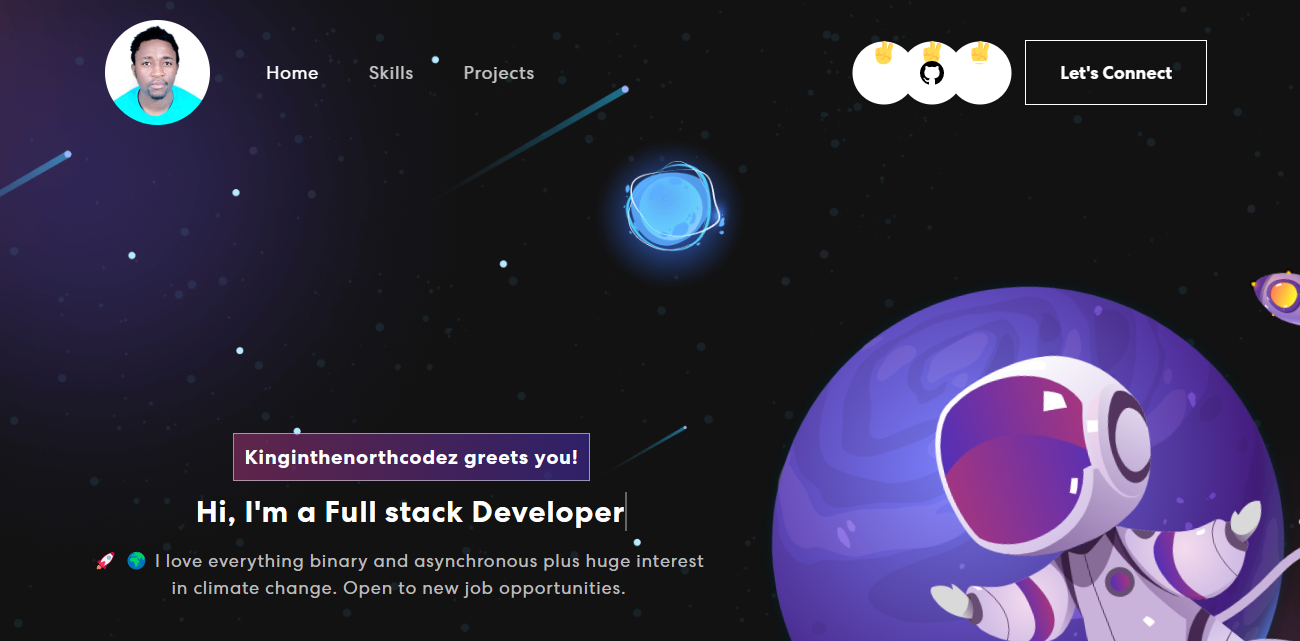 Home
Skills
Projects
Let's Connect
Kinginthenorthcodez greets you!
Hi, I'm a Full stack Developer
🚀 🌍 I love everything binary and asynchronous plus huge interest
in climate change. Open to new job opportunities.